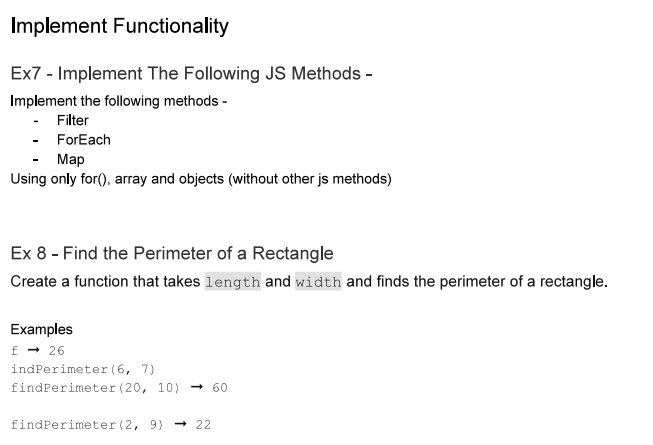 Implement Functionality
Ex7 - Implement The Following JS Methods -
Implement the following methods -
- Filter
- ForEach
- Map
Using only for(), array and objects (without other js methods)
Ex 8 - Find the Perimeter of a Rectangle
Create a function that takes length and width and finds the perimeter of a rectangle.
Examples
f ➞ 26
indPerimeter(6, 7)
findPerimeter(20, 10) ➞ 60
findPerimeter(2, 9) ➞ 22